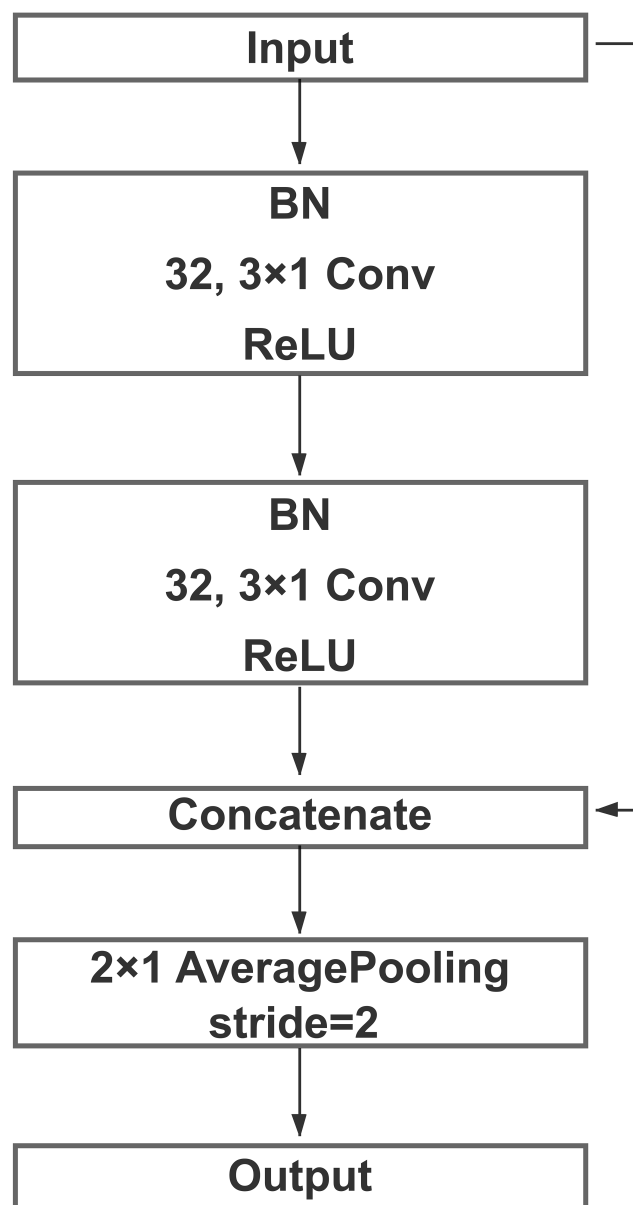 Input
BN
32, 3×1 Conv
ReLU
BN
32, 3×1 Conv
ReLU
Concatenate
2×1 AveragePooling
stride=2
Output